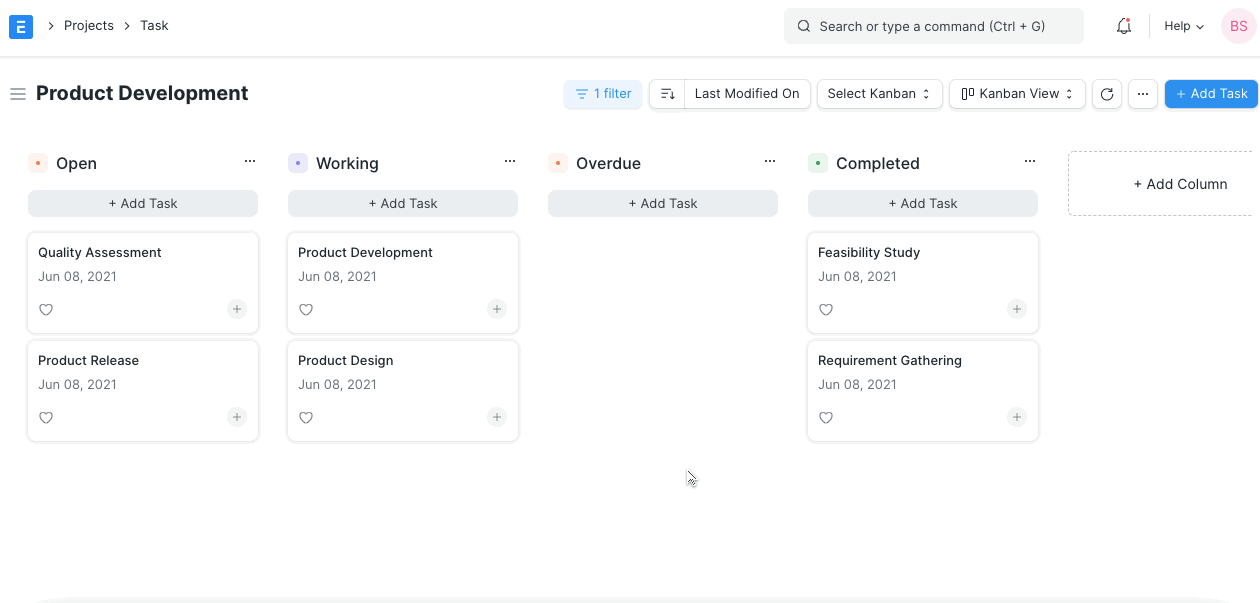 E Projects Task Search or type a command (Ctrl + G) Help BS
Product Development 1 filter Last Modified On Select Kanban Kanban View ... + Add Task
Open ... Working ... Overdue ... Completed ...
+ Add Task + Add Task + Add Task + Add Task + Add Column
Quality Assessment Product Development Feasibility Study
Jun 08, 2021 Jun 08, 2021 Jun 08, 2021
Product Release Product Design Requirement Gathering
Jun 08, 2021 Jun 08, 2021 Jun 08, 2021